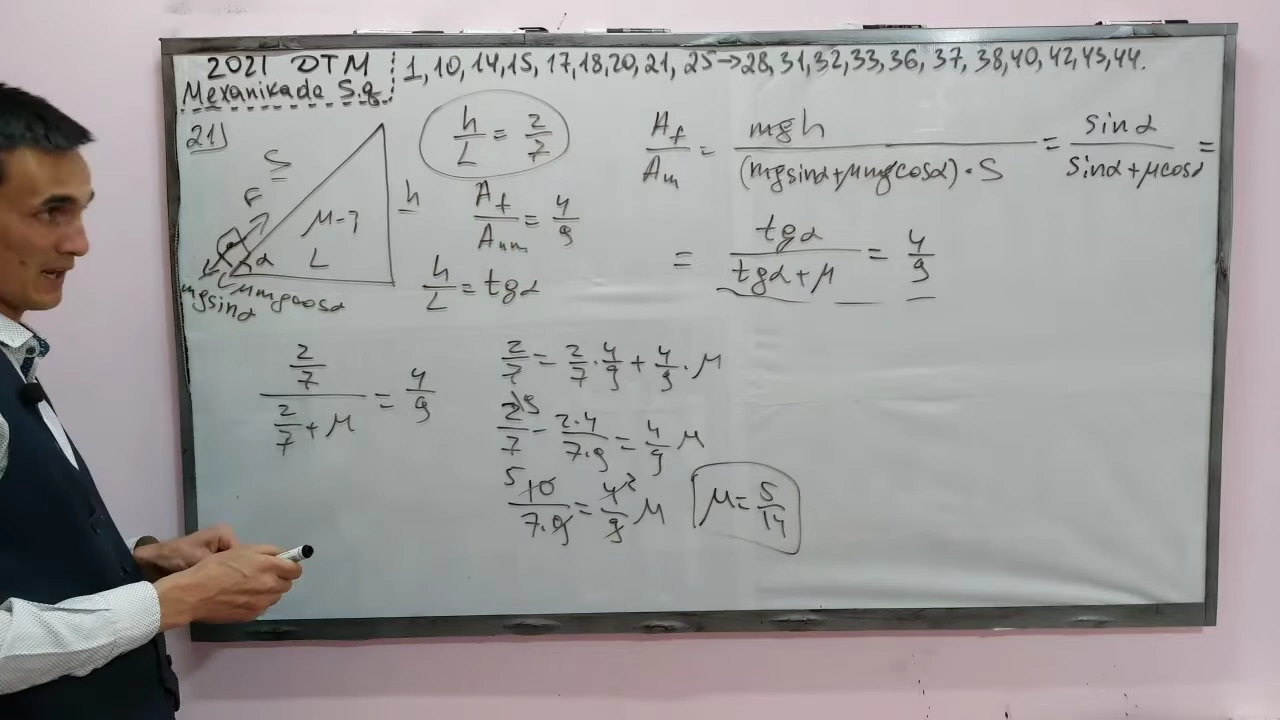 2021 DTM
Mexanikada S.q
1, 10, 14, 15, 17, 18, 20, 21, 25→28, 31, 32, 33, 36, 37, 38, 40, 42, 43, 44.
21)
S
F
μ-?
h
L
α
mgsinα
μmgcosα
h/L = 2/7
A_f/A_um = 4/9
h/L = tgα
A_f/A_um = mgh/((mgsinα+μmgcosα)·S) = sinα/(sinα+μcosα) =
= tgα/(tgα+μ) = 4/9
(2/7)/(2/7+μ) = 4/9
2/7 = 2/7 · 4/9 + 4/9 · μ
2/7 - 2·4/7·9 = 4/9 μ
10/7·9 = 4/9 μ
μ = 5/14